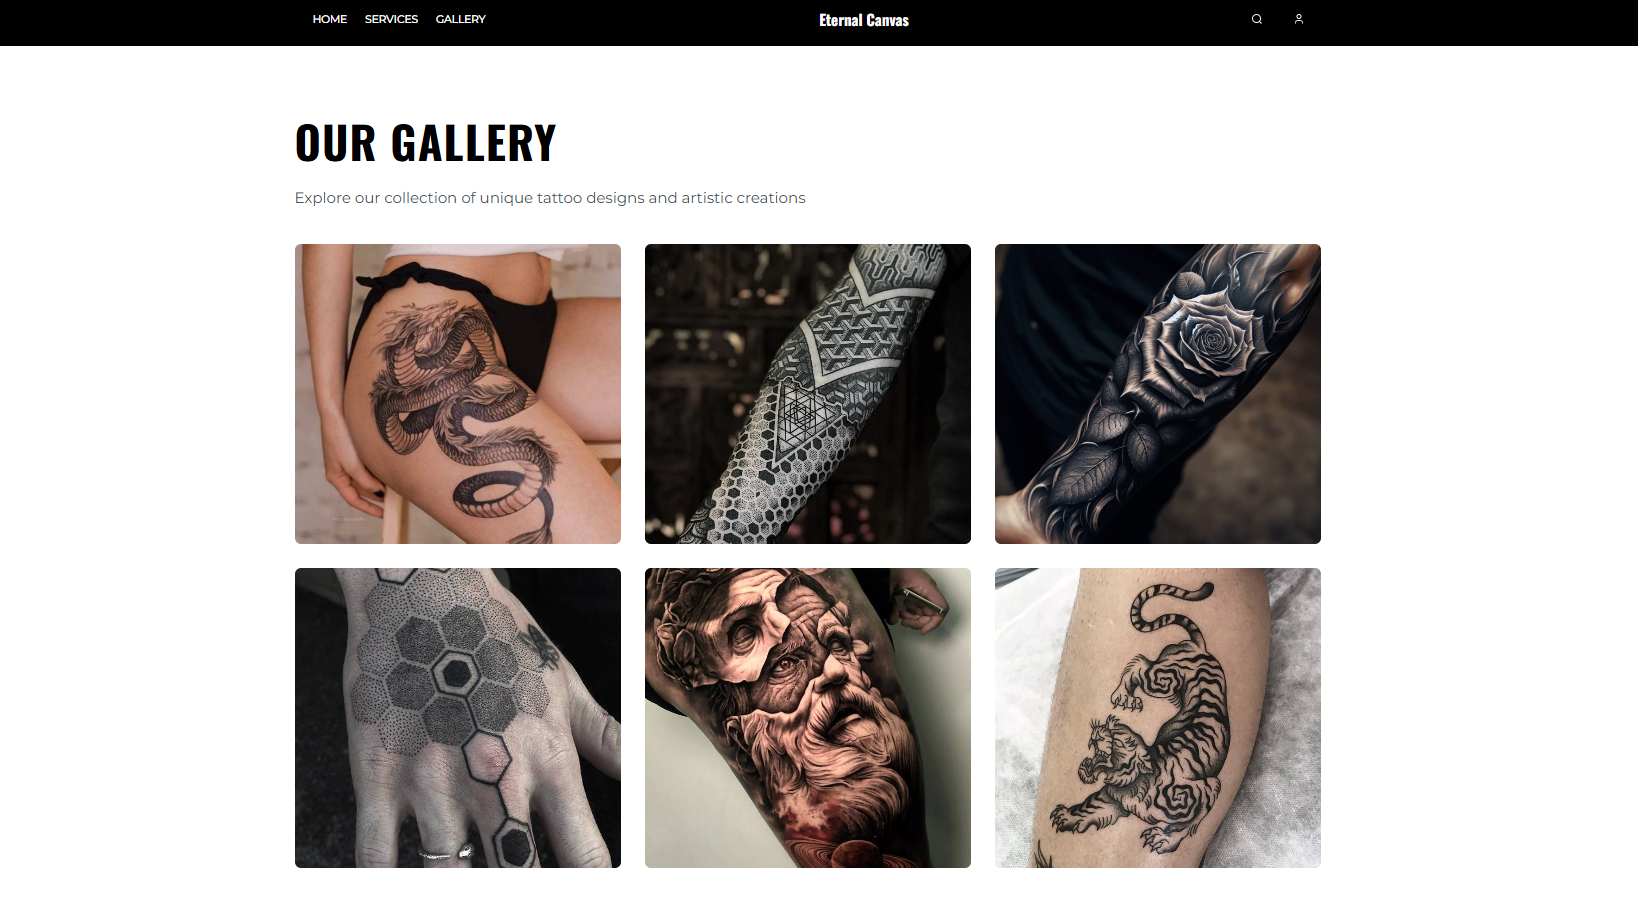 HOME SERVICES GALLERY Eternal Canvas
OUR GALLERY
Explore our collection of unique tattoo designs and artistic creations